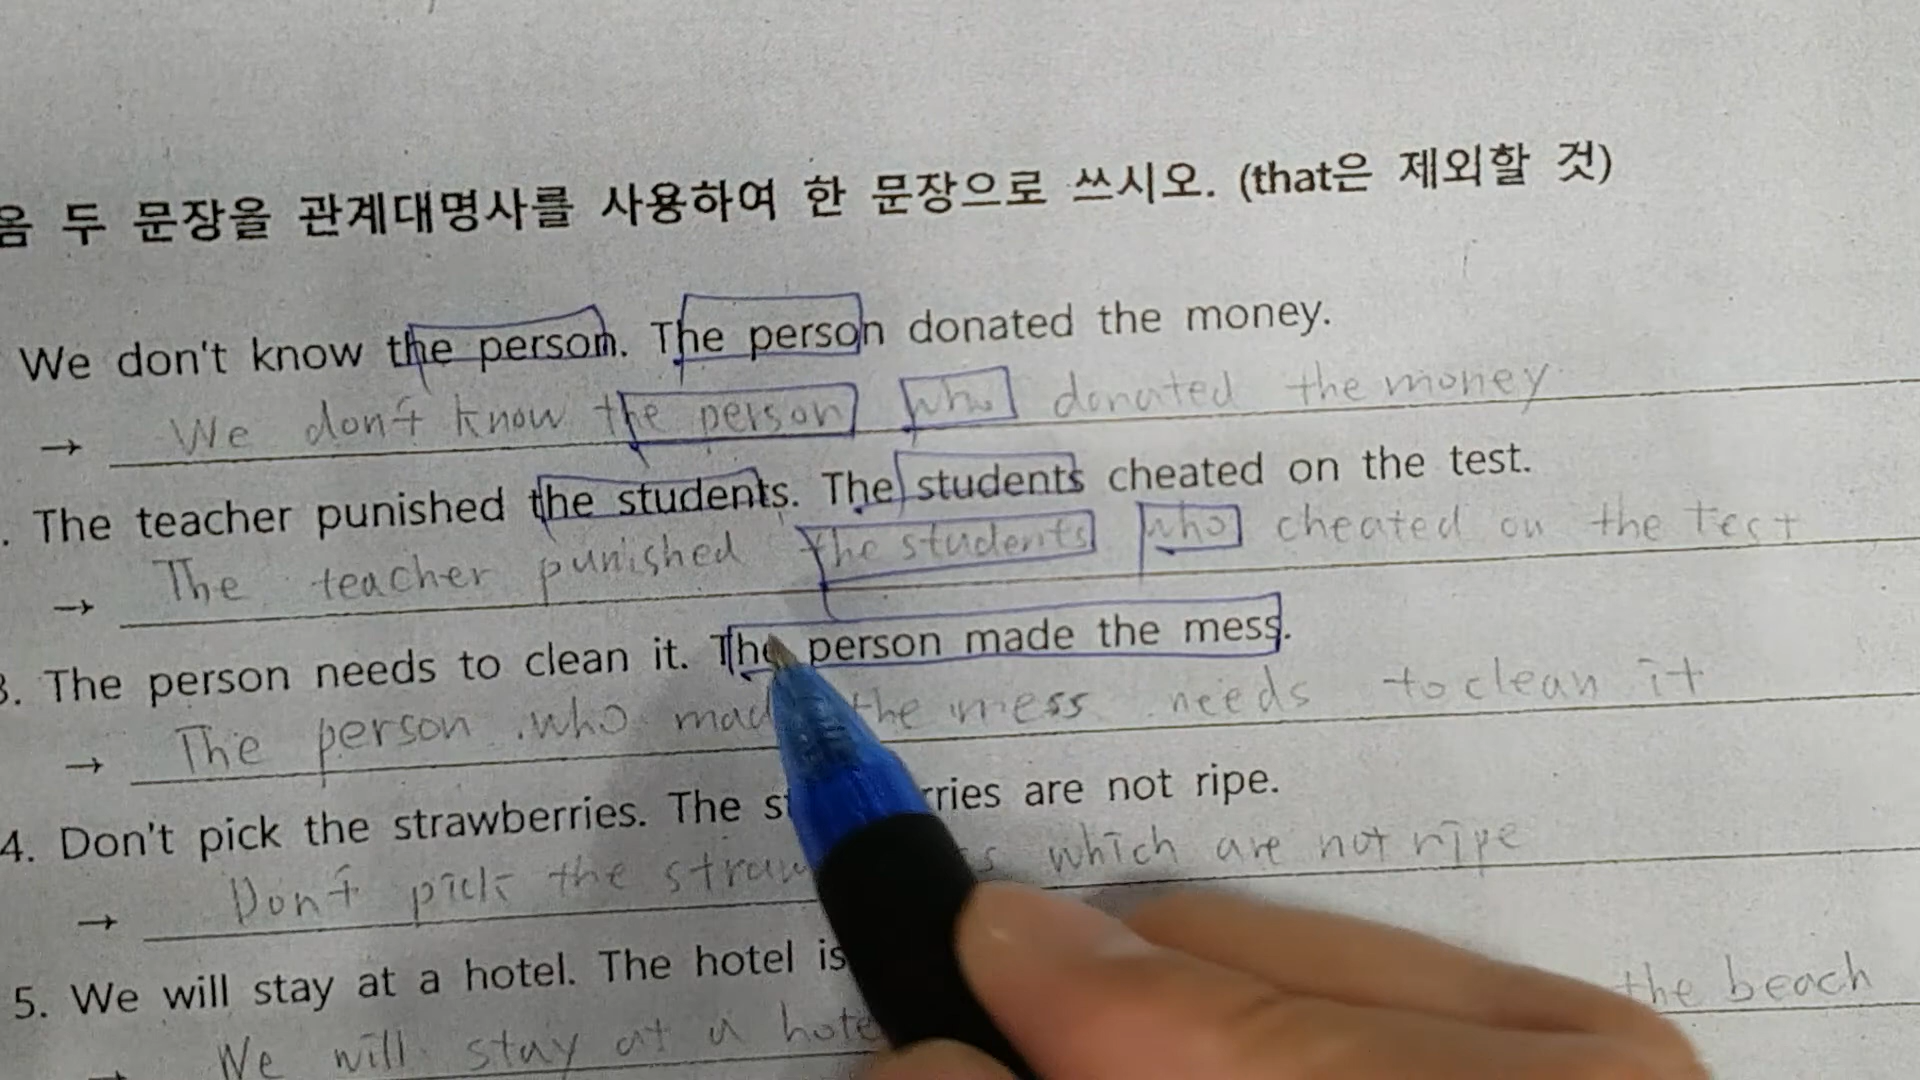 음 두 문장을 관계대명사를 사용하여 한 문장으로 쓰시오. (that은 제외할 것)
We don't know the person. The person donated the money.
→ We don't know the person who donated the money
. The teacher punished the students. The students cheated on the test.
→ The teacher punished the students who cheated on the test
3. The person needs to clean it. The person made the mess.
→ The person who the mess needs to clean it
4. Don't pick the strawberries. The are not ripe.
→ Don't pick the which are not ripe
5. We will stay at a hotel. The hotel is
the beach
→ We will stay at a